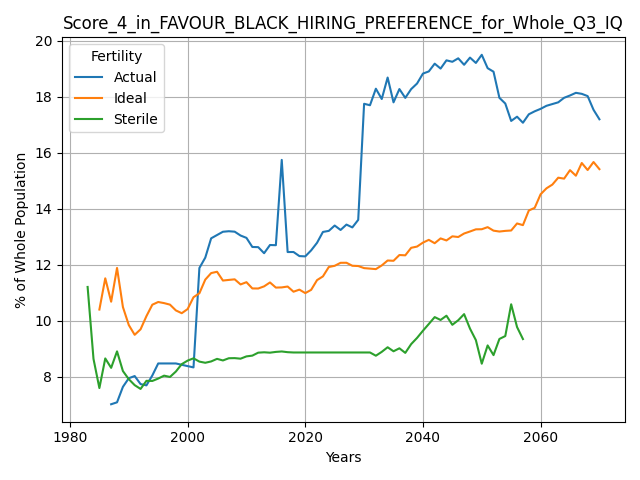 Score_4_in_FAVOUR_BLACK_HIRING_PREFERENCE_for_Whole_Q3_IQ
Fertility
Actual
Ideal
Sterile
% of Whole Population
20
18
16
14
12
10
8
1980
2000
2020
2040
2060
Years